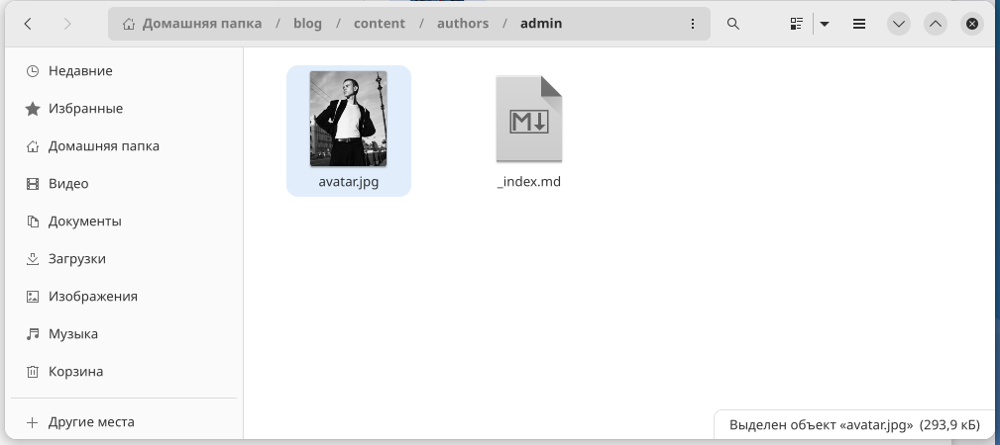 Домашняя папка / blog / content / authors / admin
Недавние
Избранные
Домашняя папка
Видео
Документы
Загрузки
Изображения
Музыка
Корзина
Другие места
avatar.jpg
M
_index.md
Выделен объект «avatar.jpg» (293,9 кБ)